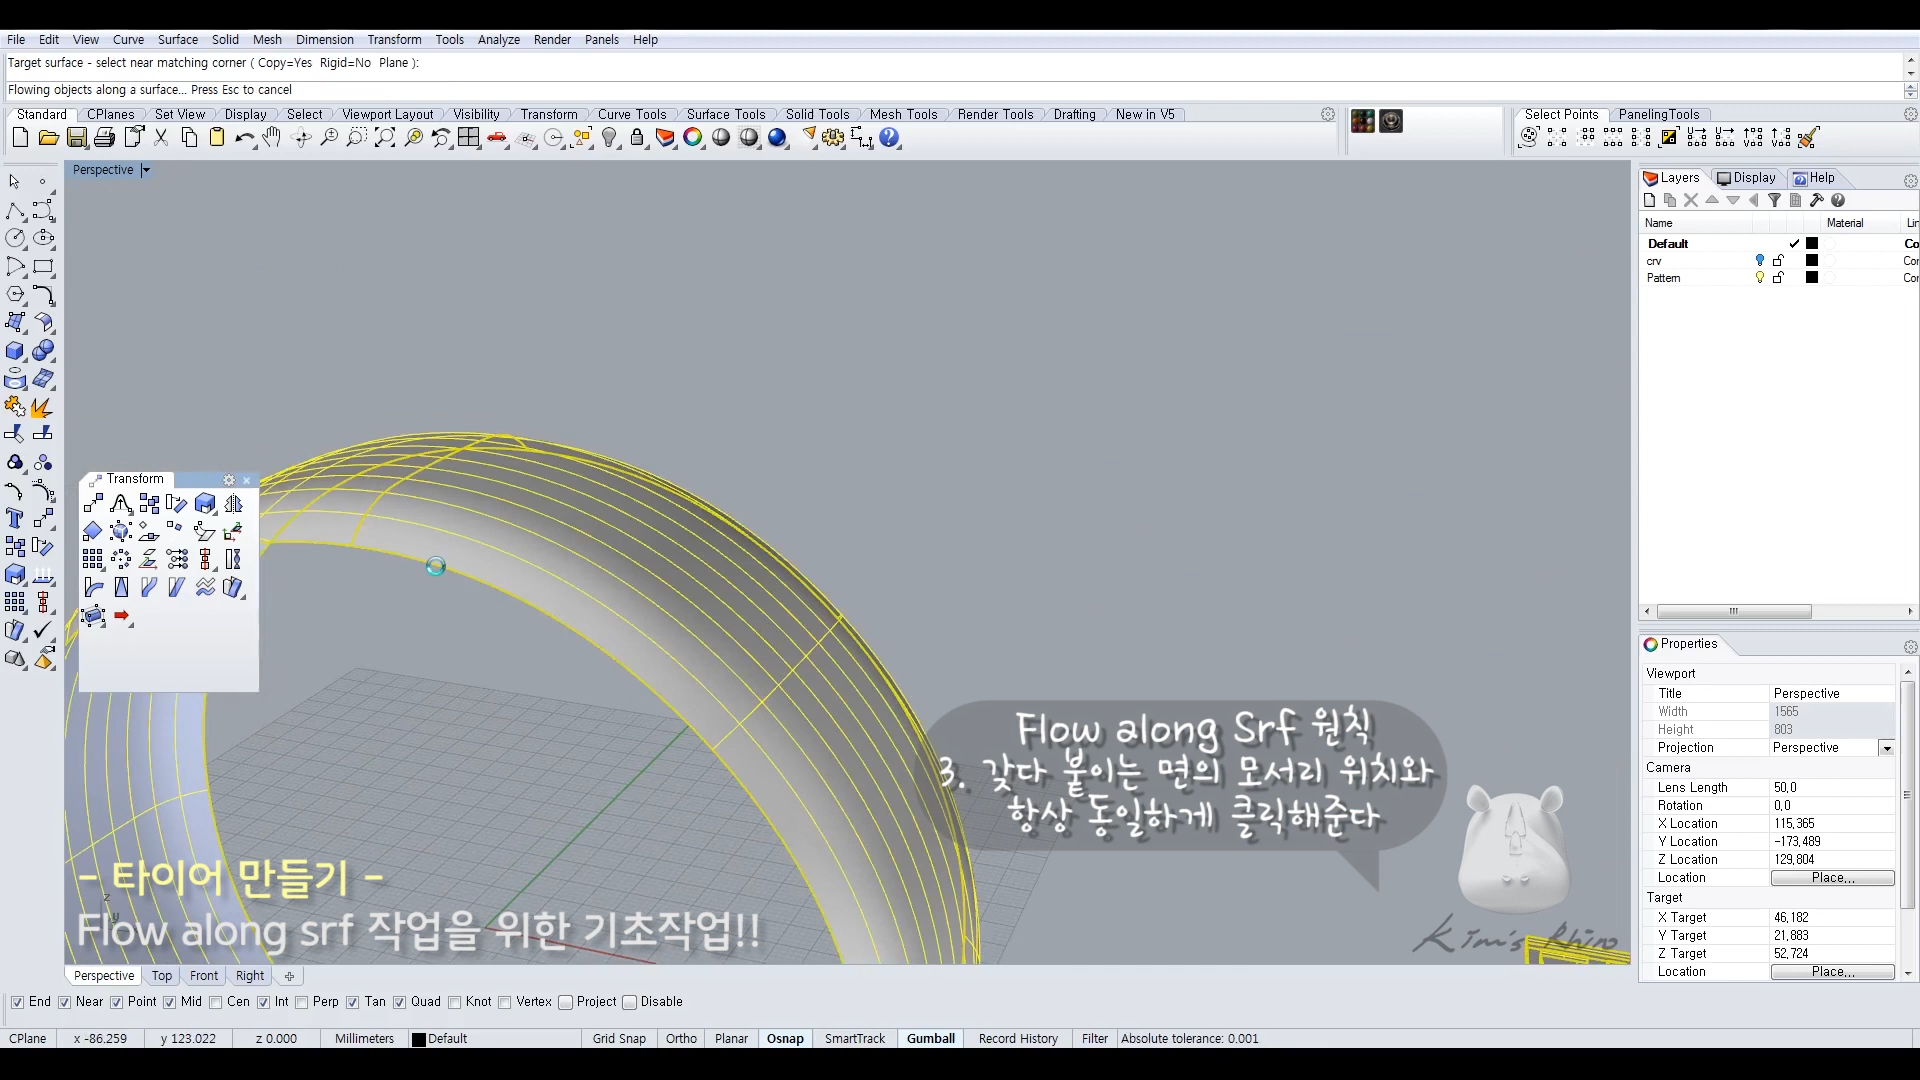 File Edit View Curve Surface Solid Mesh Dimension Transform Tools Analyze Render Panels Help
Target surface - select near matching corner ( Copy=Yes Rigid=No Plane ):
Flowing objects along a surface... Press Esc to cancel
Standard CPlanes Set View Display Select Viewport Layout Visibility Transform Curve Tools Surface Tools Solid Tools Mesh Tools Render Tools Drafting New in V5
Select Points PanelingTools
Perspective
Layers Display Help
Name Material Lin
Default Co
crv Con
Pattern Con
Transform
Properties
Viewport
Title Perspective
Width 1565
Height 803
Projection Perspective
Camera
Lens Length 50,0
Rotation 0,0
X Location 115,365
Y Location -173,489
Z Location 129,804
Location Place...
Target
X Target 46,182
Y Target 21,883
Z Target 52,724
Location Place...
Flow along Srf 원칙
3. 갖다 붙이는 면의 모서리 위치와
항상 동일하게 클릭해준다
- 타이어 만들기 -
z
y
Flow along srf 작업을 위한 기초작업!!
Kim's Rhino
Perspective Top Front Right
End Near Point Mid Cen Int Perp Tan Quad Knot Vertex Project Disable
CPlane x -86.259 y 123.022 z 0.000 Millimeters Default Grid Snap Ortho Planar Osnap SmartTrack Gumball Record History Filter Absolute tolerance: 0.001